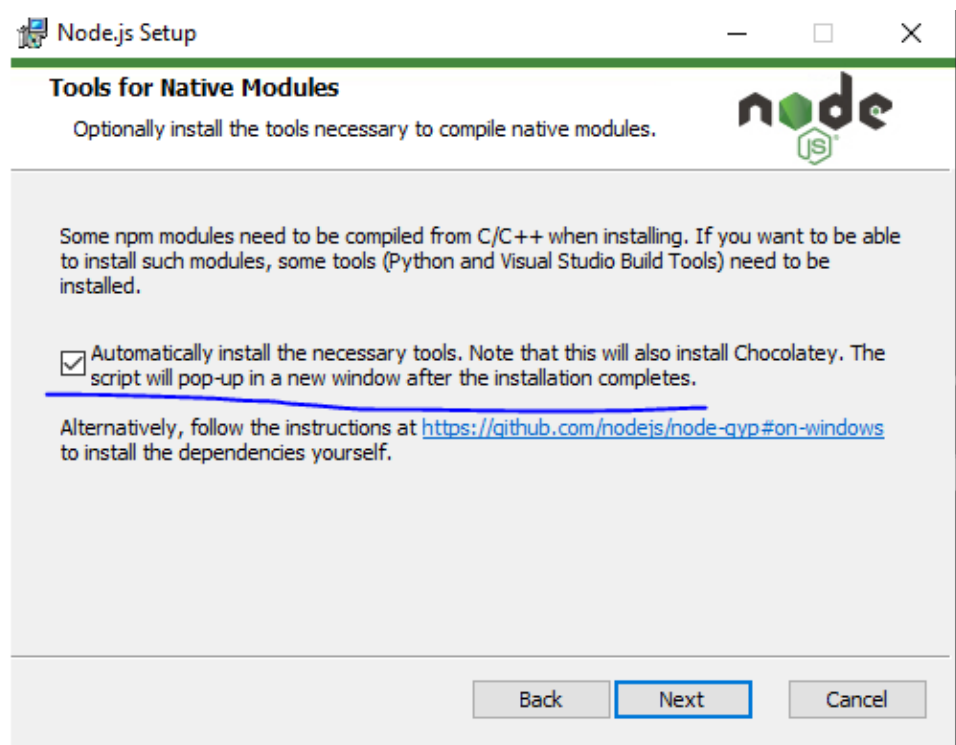 Node.js Setup
Tools for Native Modules
Optionally install the tools necessary to compile native modules.
node
JS
Some npm modules need to be compiled from C/C++ when installing. If you want to be able
to install such modules, some tools (Python and Visual Studio Build Tools) need to be
installed.
Automatically install the necessary tools. Note that this will also install Chocolatey. The
script will pop-up in a new window after the installation completes.
Alternatively, follow the instructions at https://github.com/nodejs/node-gyp#on-windows
to install the dependencies yourself.
Back Next Cancel